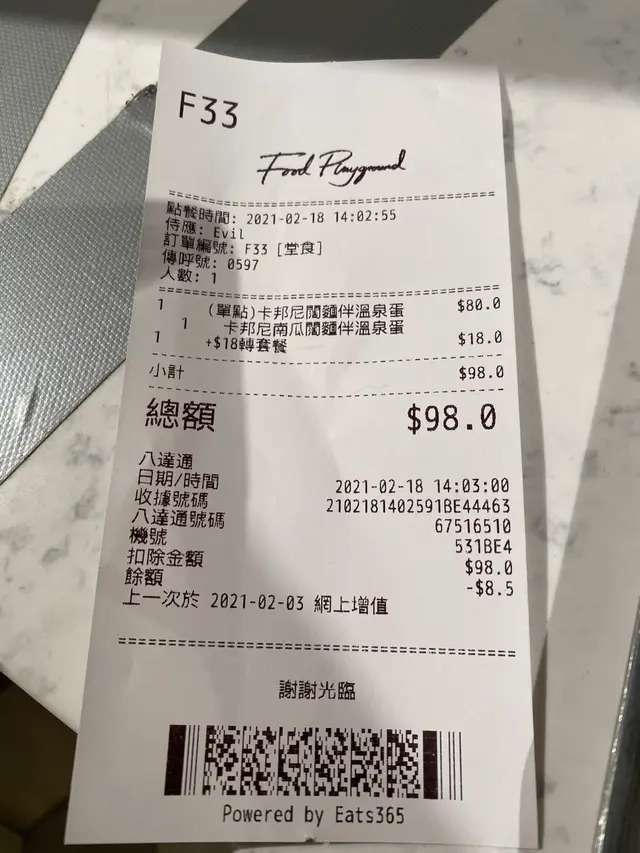 F33
Food Playground
點餐時間: 2021-02-18 14:02:55
侍應: Evil
訂單編號: F33 [堂食]
傳呼號: 0597
人數: 1
1 (單點)卡邦尼闊麵伴溫泉蛋 $80.0
1 卡邦尼南瓜闊麵伴溫泉蛋
1 +$18轉套餐 $18.0
小計 $98.0
總額 $98.0
八達通
日期/時間 2021-02-18 14:03:00
收據號碼 2102181402591BE44463
八達通號碼 67516510
機號 531BE4
扣除金額 $98.0
餘額 -$8.5
上一次於 2021-02-03 網上增值
謝謝光臨
Powered by Eats365